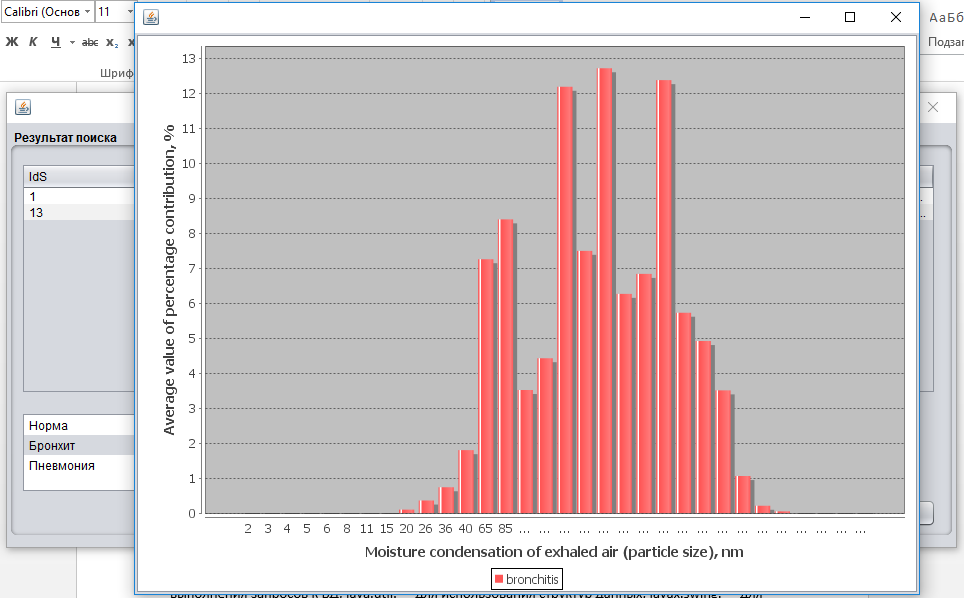 Calibri (Основ
11
АаБб
Ж К Ч abc x₂
Подзаг
Шриф
Результат поиска
IdS
1
13
Норма
Бронхит
Пневмония
13
12
11
10
9
8
7
6
5
4
3
2
1
0
Average value of percentage contribution, %
2 3 4 5 6 8 11 15 20 26 36 40 65 85 ... ... ... ... ... ... ... ... ... ... ... ... ... ... ... ... ... ...
Moisture condensation of exhaled air (particle size), nm
bronchitis